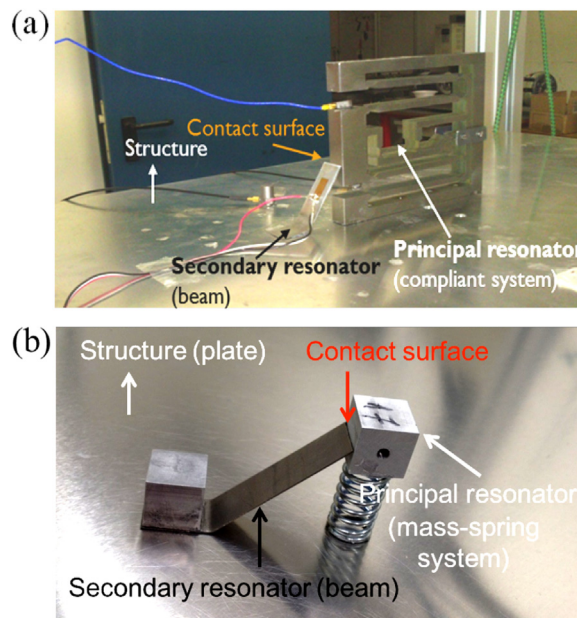 (a)
Contact surface
Structure
Principal resonator
(compliant system)
Secondary resonator
(beam)
(b)
Structure (plate)
Contact surface
Principal resonator
(mass-spring
system)
Secondary resonator (beam)